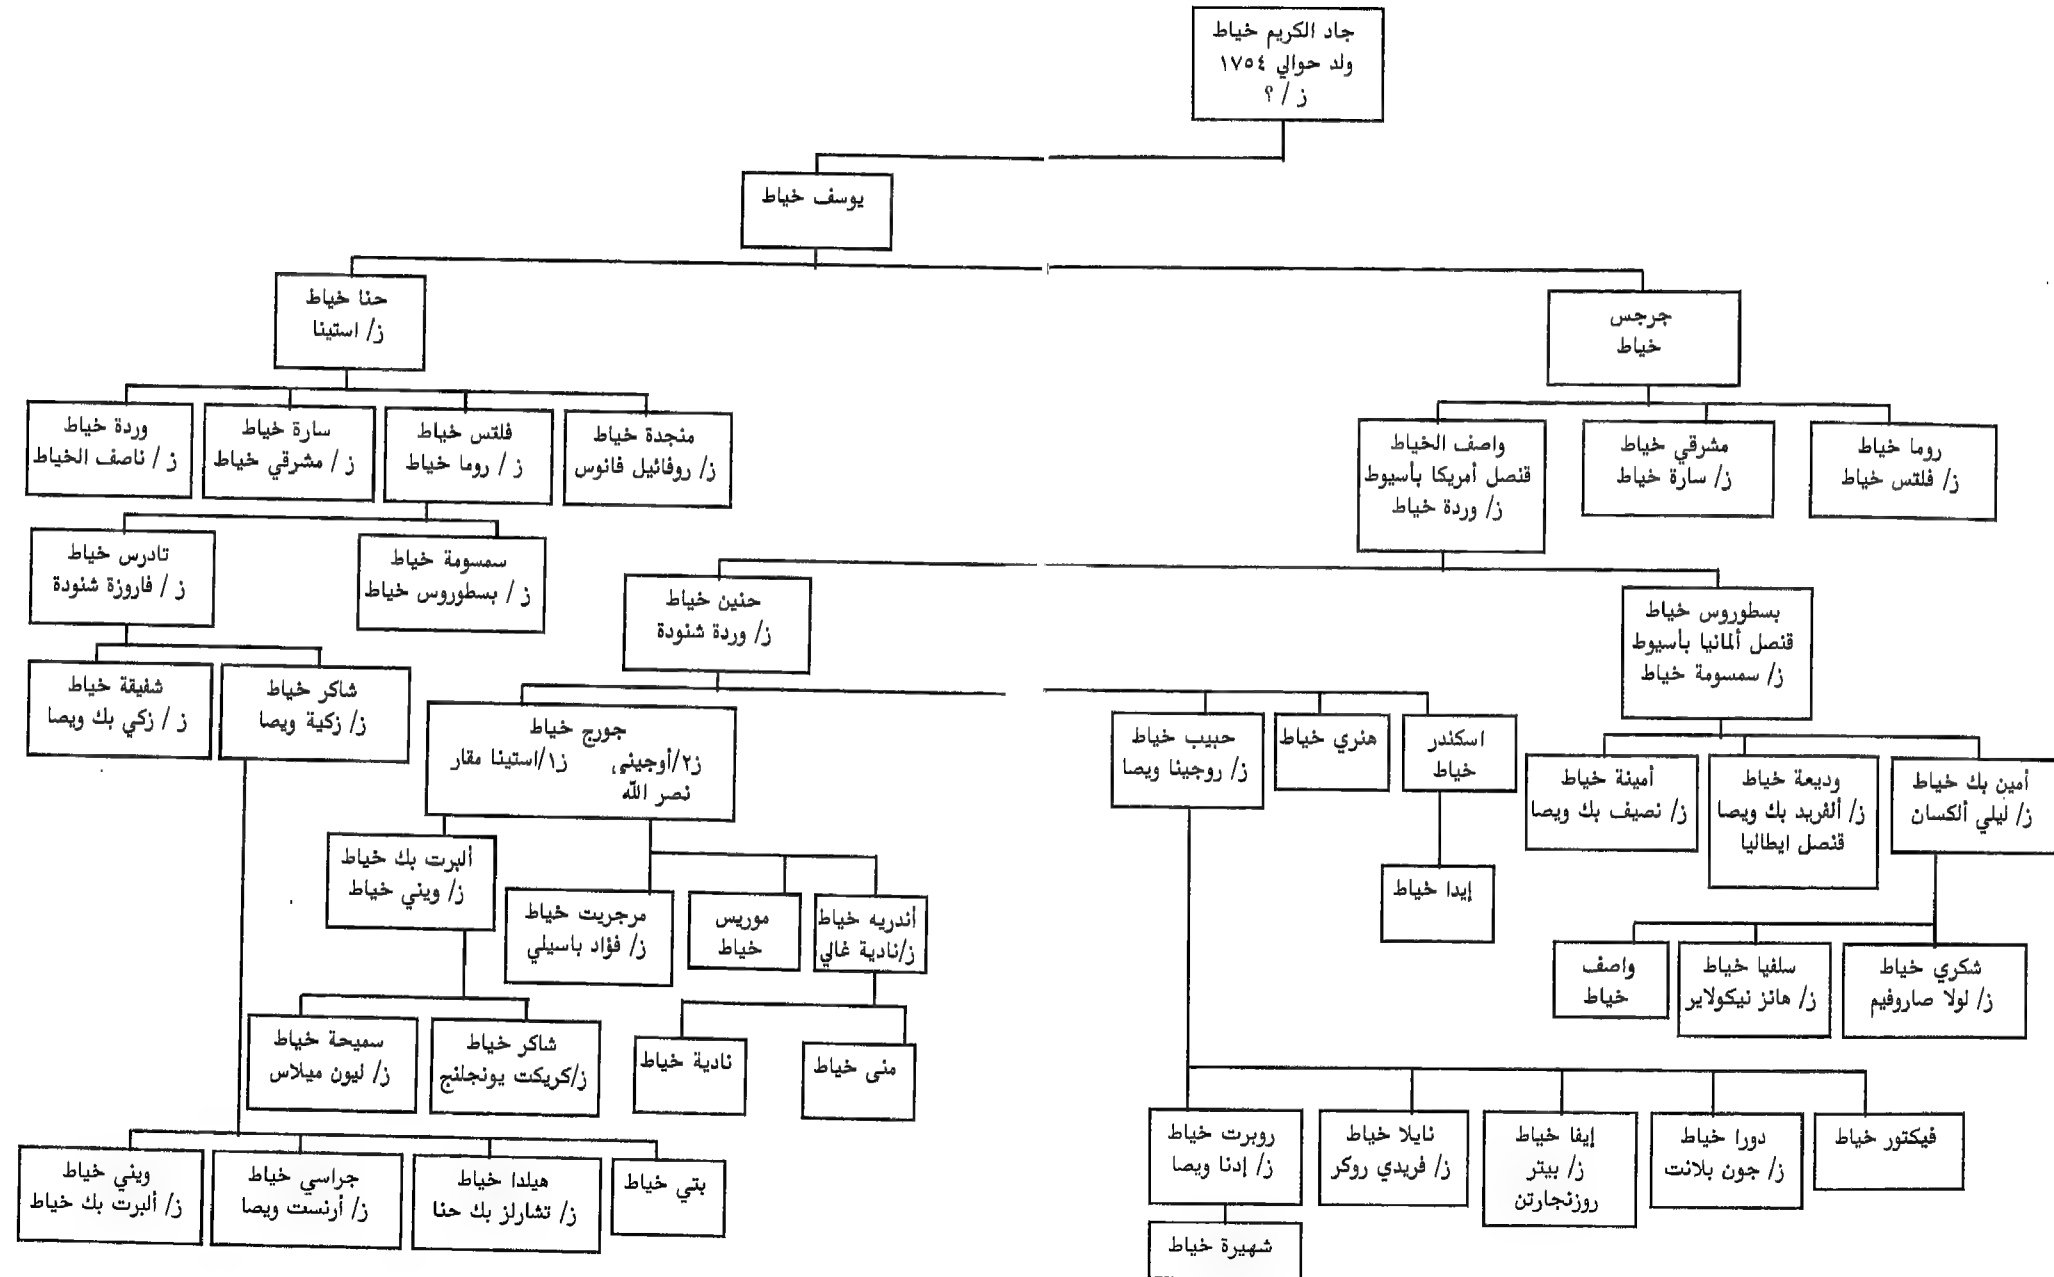 جاد الكريم خياط
ولد حوالي ١٧٥٤
ز / ؟
يوسف خياط
جرجس
خياط
حنا خياط
ز/ استينا
روما خياط
ز/ فلتس خياط
مشرقي خياط
ز/ سارة خياط
واصف الخياط
قنصل أمريكا بأسيوط
ز/ وردة خياط
منجدة خياط
ز/ روفائيل فانوس
فلتس خياط
ز / روما خياط
سارة خياط
ز / مشرقي خياط
وردة خياط
ز / ناصف الخياط
بسطوروس خياط
قنصل ألمانيا بأسيوط
ز/ سمسومة خياط
حنين خياط
ز/ وردة شنودة
سمسومة خياط
ز / بسطوروس خياط
تادرس خياط
ز / فاروزة شنودة
أمين بك خياط
ز/ ليلي ألكسان
وديعة خياط
ز/ ألفريد بك ويصا
قنصل ايطاليا
أمينة خياط
ز/ نصيف بك ويصا
اسكندر
خياط
هنري خياط
حبيب خياط
ز/ روجينا ويصا
جورج خياط
ز١/استينا مقار ز٢/أوجيني
نصر الله
شاكر خياط
ز/ زكية ويصا
شفيقة خياط
ز / زكي بك ويصا
إيدا خياط
شكري خياط
ز/ لولا صاروفيم
سلفيا خياط
ز/ هانز نيكولاير
واصف
خياط
أندريه خياط
ز/نادية غالي
موريس
خياط
مرجريت خياط
ز/ فؤاد باسيلي
ألبرت بك خياط
ز/ ويني خياط
منى خياط
نادية خياط
شاكر خياط
ز/كريكت يونجلنج
سميحة خياط
ز/ ليون ميلاس
فيكتور خياط
دورا خياط
ز/ جون بلانت
إيفا خياط
ز/ بيتر
روزنجارتن
نايلا خياط
ز/ فريدي روكر
روبرت خياط
ز/ إدنا ويصا
بتي خياط
هيلدا خياط
ز/ تشارلز بك حنا
جراسي خياط
ز/ أرنست ويصا
ويني خياط
ز/ ألبرت بك خياط
شهيرة خياط